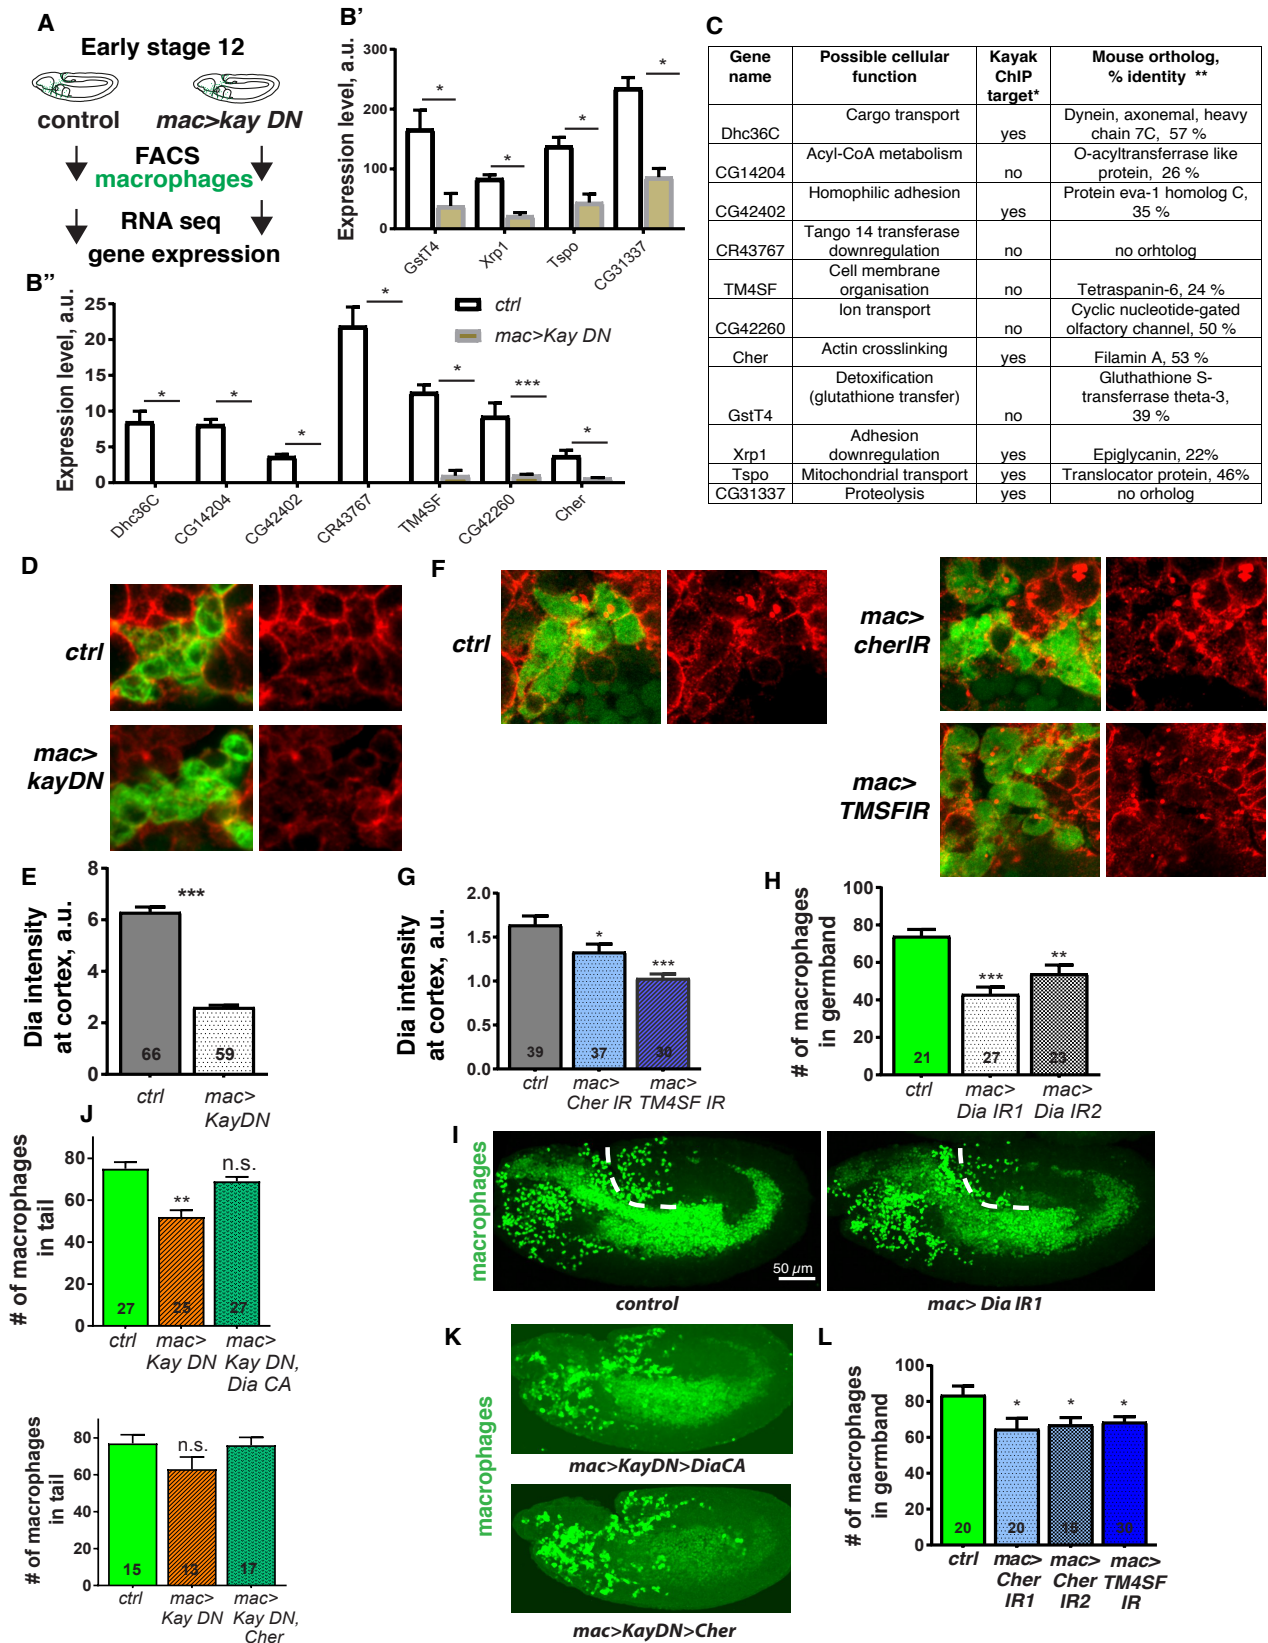 A
Early stage 12
control
mac>kay DN
FACS
macrophages
RNA seq
gene expression
B’
Expression level, a.u.
300
200
100
0
*
*
*
*
GstT4
Xrp1
Tspo
CG31337
B’’
Expression level, a.u.
25
20
15
10
5
0
ctrl
mac>Kay DN
*
*
*
*
*
***
*
Dhc36C
CG14204
CG42402
CR43767
TM4SF
CG42260
Cher
C
Gene name
Possible cellular function
Kayak ChIP target*
Mouse ortholog, % identity **
Dhc36C
Cargo transport
yes
Dynein, axonemal, heavy chain 7C, 57 %
CG14204
Acyl-CoA metabolism
no
O-acyltransferrase like protein, 26 %
CG42402
Homophilic adhesion
yes
Protein eva-1 homolog C, 35 %
CR43767
Tango 14 transferase downregulation
no
no orhtolog
TM4SF
Cell membrane organisation
no
Tetraspanin-6, 24 %
CG42260
Ion transport
no
Cyclic nucleotide-gated olfactory channel, 50 %
Cher
Actin crosslinking
yes
Filamin A, 53 %
GstT4
Detoxification (glutathione transfer)
no
Gluthathione S-transferrase theta-3, 39 %
Xrp1
Adhesion downregulation
yes
Epiglycanin, 22%
Tspo
Mitochondrial transport
yes
Translocator protein, 46%
CG31337
Proteolysis
yes
no orholog
D
ctrl
mac> kayDN
F
ctrl
mac> cherIR
mac> TMSFIR
E
Dia intensity at cortex, a.u.
8
6
4
2
0
***
66
59
ctrl
mac> KayDN
G
Dia intensity at cortex, a.u.
2.0
1.5
1.0
0.5
0.0
*
***
39
37
30
ctrl
mac> Cher IR
mac> TM4SF IR
H
# of macrophages in germband
100
80
60
40
20
0
***
**
21
27
23
ctrl
mac> Dia IR1
mac> Dia IR2
I
macrophages
50 µm
control
mac> Dia IR1
J
# of macrophages in tail
80
60
40
20
0
**
n.s.
27
25
27
ctrl
mac> Kay DN
mac> Kay DN, Dia CA
# of macrophages in tail
80
60
40
20
0
n.s.
15
13
17
ctrl
mac> Kay DN
mac> Kay DN, Cher
K
macrophages
mac>KayDN>DiaCA
mac>KayDN>Cher
L
# of macrophages in germband
100
80
60
40
20
0
*
*
*
20
20
15
30
ctrl
mac> Cher IR1
mac> Cher IR2
mac> TM4SF IR